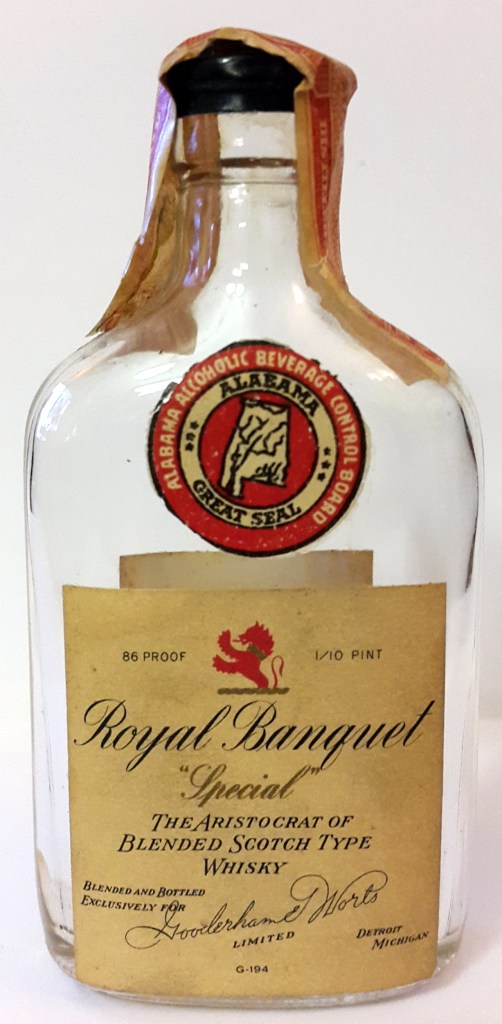 ALABAMA ALCOHOLIC BEVERAGE CONTROL BOARD
ALABAMA
GREAT SEAL
86 PROOF 1/10 PINT
Royal Banquet
"Special"
THE ARISTOCRAT OF
BLENDED SCOTCH TYPE
WHISKY
BLENDED AND BOTTLED
EXCLUSIVELY FOR
Gooderham & Worts
LIMITED
DETROIT
MICHIGAN
G-194